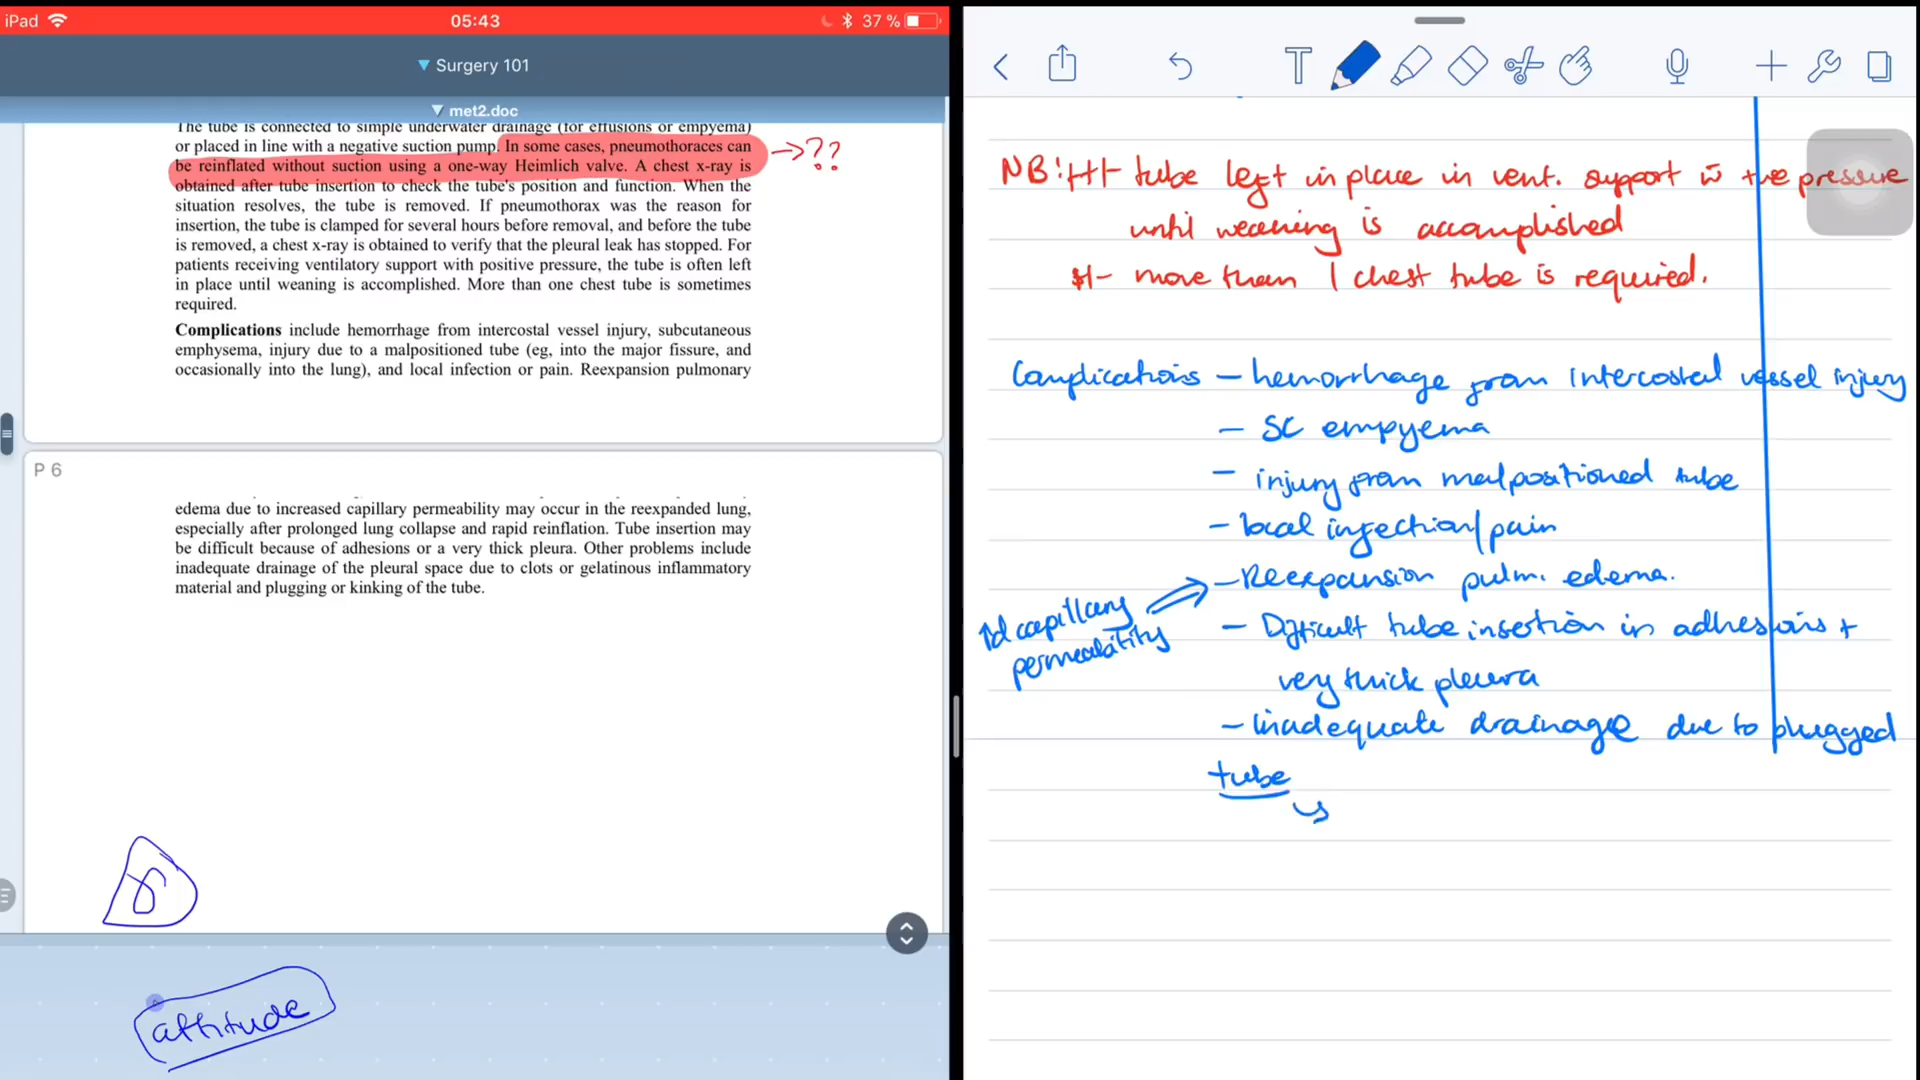 iPad 05:43 37 %
Surgery 101
met2.doc
The tube is connected to simple underwater drainage (for effusions or empyema)
or placed in line with a negative suction pump. In some cases, pneumothoraces can
be reinflated without suction using a one-way Heimlich valve. A chest x-ray is
obtained after tube insertion to check the tube's position and function. When the
situation resolves, the tube is removed. If pneumothorax was the reason for
insertion, the tube is clamped for several hours before removal, and before the tube
is removed, a chest x-ray is obtained to verify that the pleural leak has stopped. For
patients receiving ventilatory support with positive pressure, the tube is often left
in place until weaning is accomplished. More than one chest tube is sometimes
required.
→??
Complications include hemorrhage from intercostal vessel injury, subcutaneous
emphysema, injury due to a malpositioned tube (eg, into the major fissure, and
occasionally into the lung), and local infection or pain. Reexpansion pulmonary
P 6
edema due to increased capillary permeability may occur in the reexpanded lung,
especially after prolonged lung collapse and rapid reinflation. Tube insertion may
be difficult because of adhesions or a very thick pleura. Other problems include
inadequate drainage of the pleural space due to clots or gelatinous inflammatory
material and plugging or kinking of the tube.
attitude
NB: tube left in place in vent. support +ve pressure
until weaning is accomplished
more than 1 chest tube is required.
Complications – hemorrhage from intercostal vessel injury
– SC empyema
– injury from malpositioned tube
– local infection/pain
– Reexpansion pulm. edema.
↑d capillary
permeabitity
– Difficult tube insertion in adhesions +
very thick pleura
– inadequate drainage due to plugged
tube